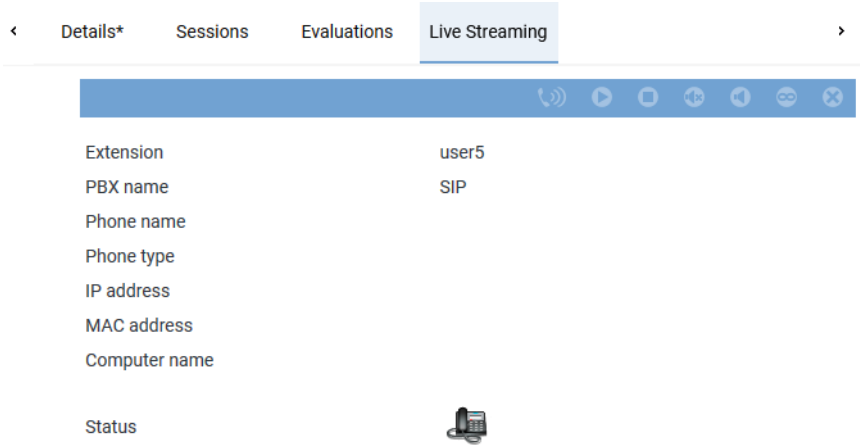 Details* Sessions Evaluations Live Streaming
Extension user5
PBX name SIP
Phone name
Phone type
IP address
MAC address
Computer name
Status